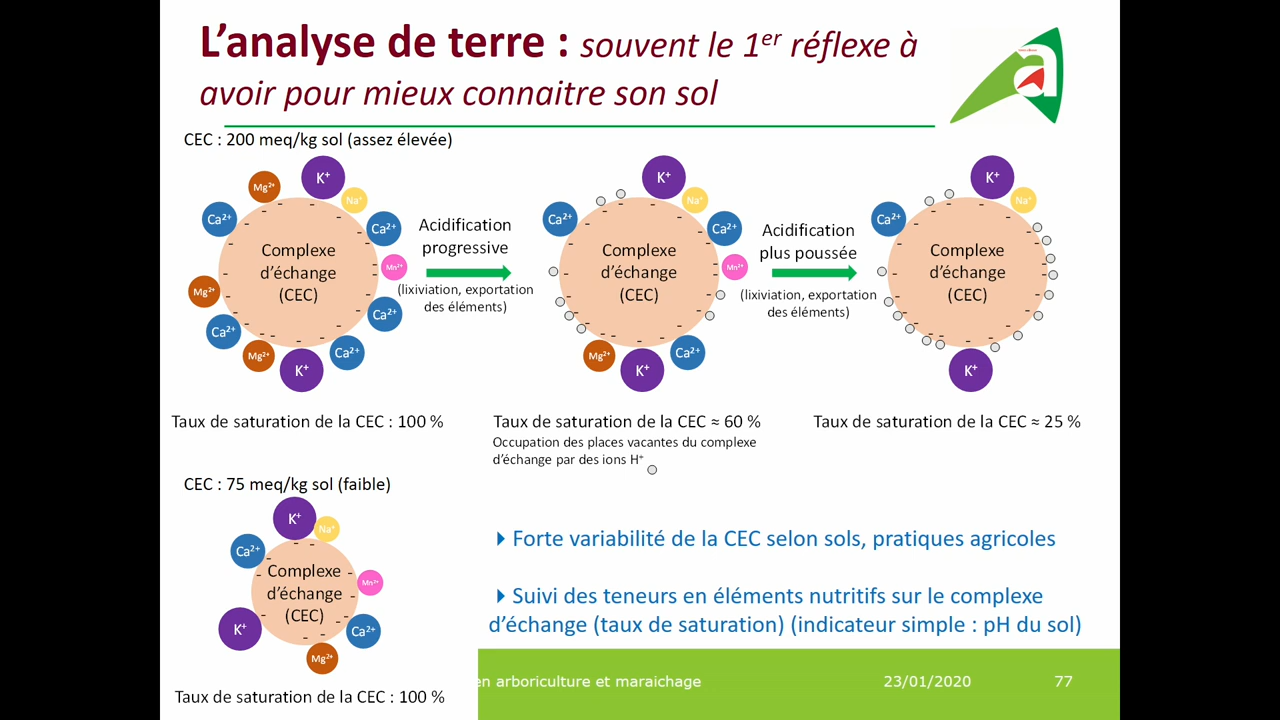 L'analyse de terre : souvent le 1er réflexe à
avoir pour mieux connaitre son sol
CEC : 200 meq/kg sol (assez élevée)
Mg2+
K+
Na+
Ca2+
Ca2+
Complexe
d'échange
(CEC)
Mn2+
Mg2+
Ca2+
Ca2+
Mg2+
Ca2+
K+
Acidification
progressive
(lixiviation, exportation
des éléments)
K+
Na+
Ca2+
Ca2+
Complexe
d'échange
(CEC)
Mn2+
Mg2+
Ca2+
K+
Acidification
plus poussée
(lixiviation, exportation
des éléments)
K+
Na+
Ca2+
Complexe
d'échange
(CEC)
K+
Taux de saturation de la CEC : 100 %
Taux de saturation de la CEC ≈ 60 %
Taux de saturation de la CEC ≈ 25 %
Occupation des places vacantes du complexe
d'échange par des ions H+
CEC : 75 meq/kg sol (faible)
K+
Na+
Ca2+
Complexe
d'échange
(CEC)
Mn2+
K+
Ca2+
Mg2+
Taux de saturation de la CEC : 100 %
Forte variabilité de la CEC selon sols, pratiques agricoles
Suivi des teneurs en éléments nutritifs sur le complexe
d'échange (taux de saturation) (indicateur simple : pH du sol)
en arboriculture et maraichage
23/01/2020
77